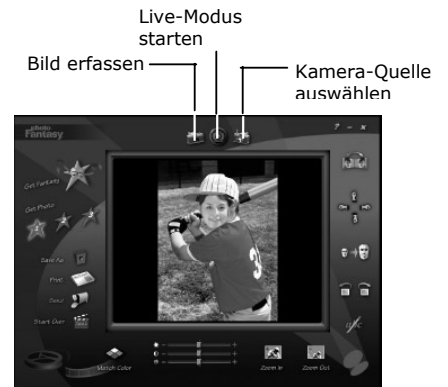 Live-Modus
starten
Bild erfassen
Kamera-Quelle
auswählen
photo
Fantasy
? – x
Get Fantasy
Get Photo
Save As
Print
Send
Start Over
Match Color
Zoom In
Zoom Out